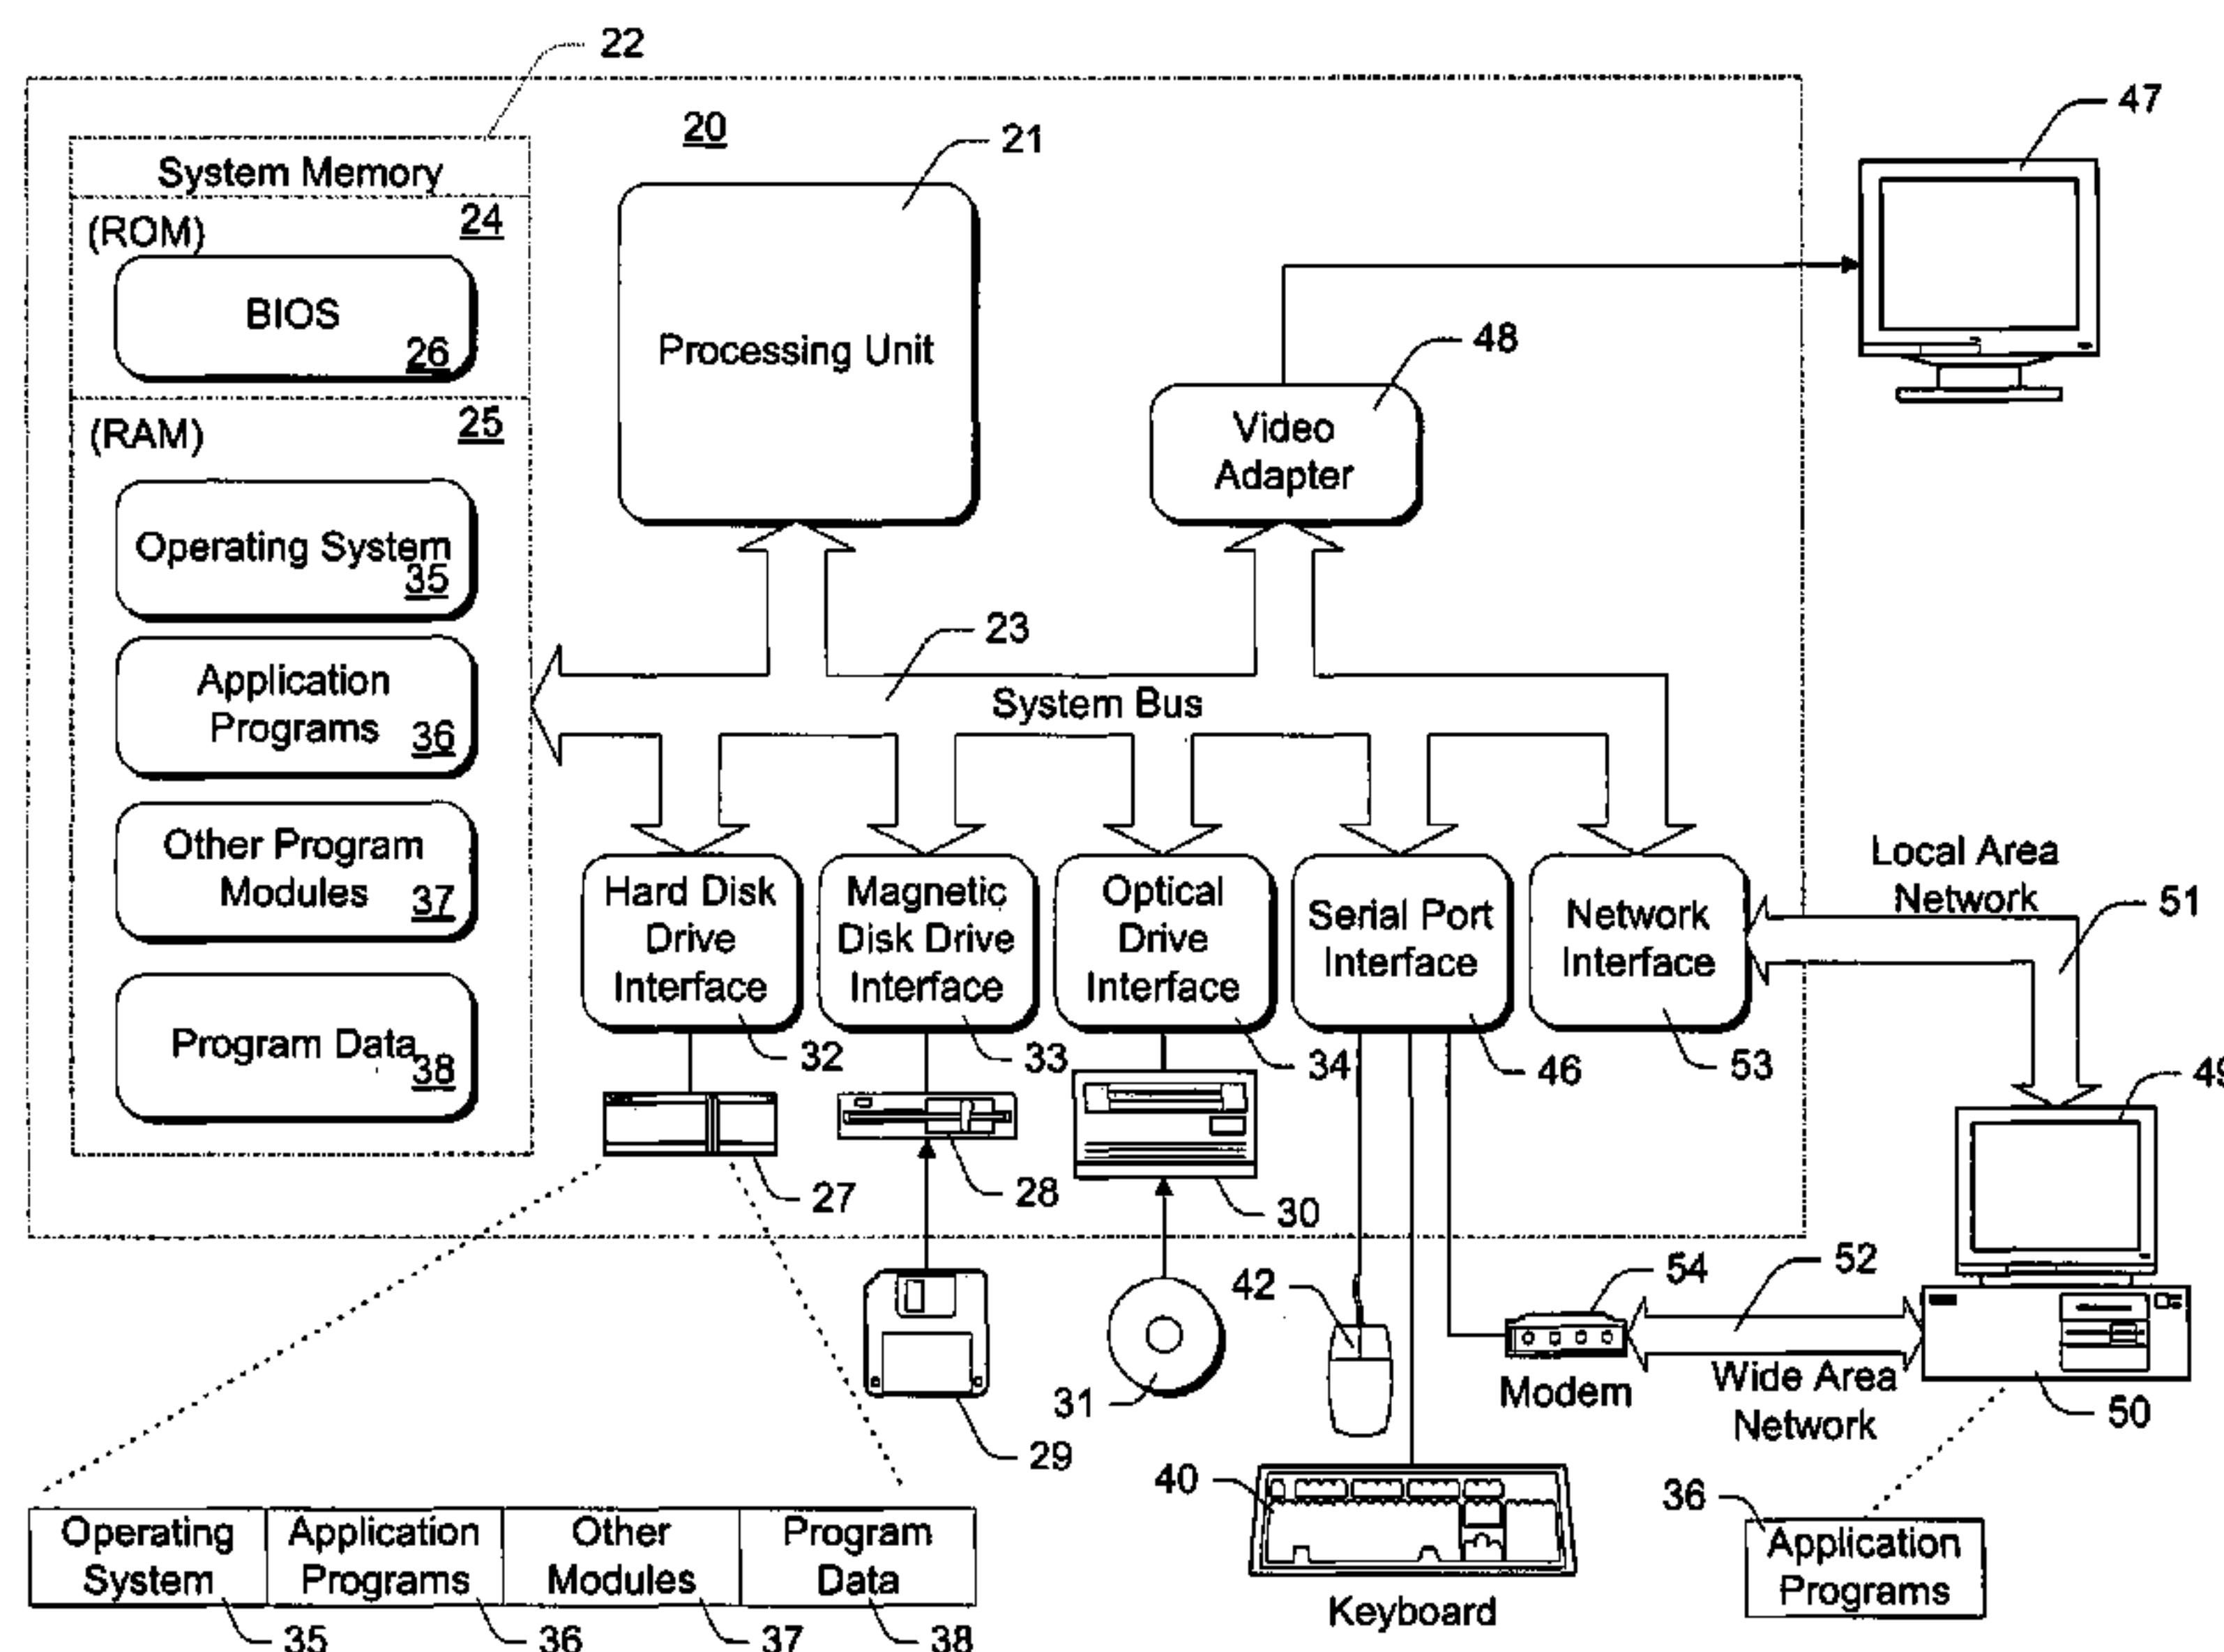 22
20
21
47
System Memory
(ROM)
24
BIOS
26
Processing Unit
48
Video
Adapter
(RAM)
25
Operating System
35
Application
Programs
36
Other Program
Modules
37
Program Data
38
23
System Bus
Hard Disk
Drive
Interface
32
Magnetic
Disk Drive
Interface
33
Optical
Drive
Interface
34
Serial Port
Interface
46
Network
Interface
53
Local Area
Network
51
49
27
28
30
29
31
42
54
Modem
52
Wide Area
Network
50
40
Keyboard
36
Application
Programs
Operating
System
35
Application
Programs
36
Other
Modules
37
Program
Data
38